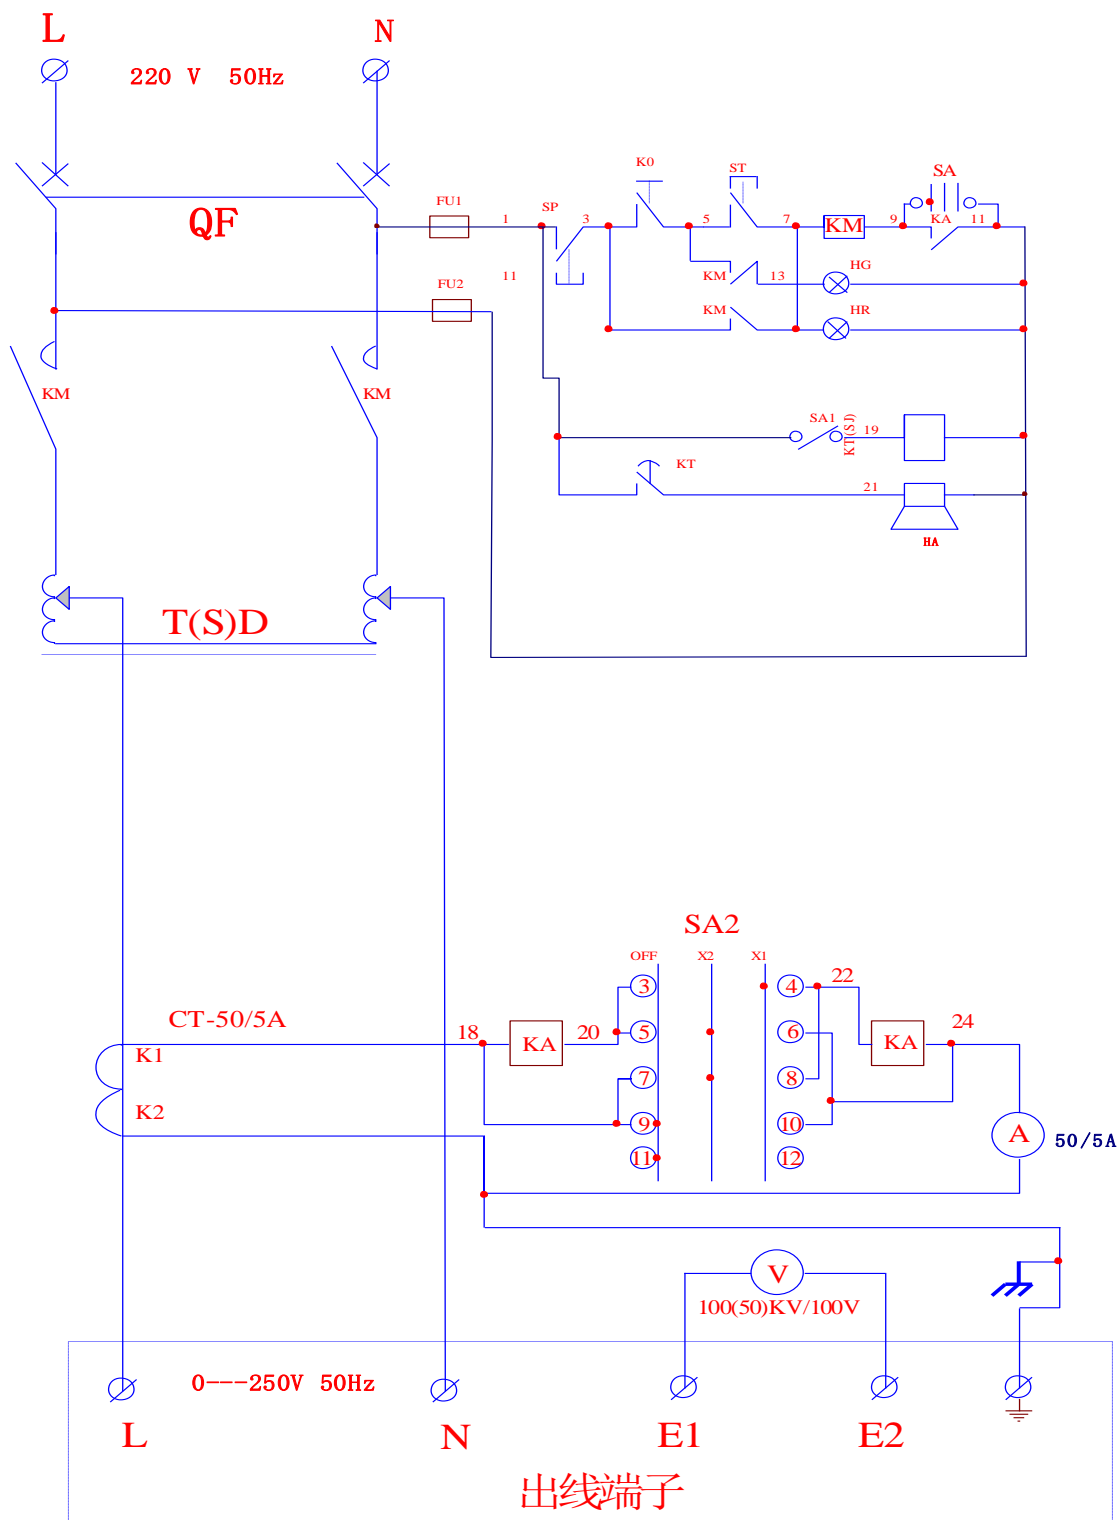 L N
220 V 50Hz
QF
FU1 1 SP 3 K0 5 ST 7 KM 9 SA KA 11
11 KM 13 HG
FU2 KM HR
KM KM
SA1 KT(SJ) 19
KT 21
HA
T(S)D
SA2
OFF X2 X1
3 4 22
CT-50/5A 18 KA 20 5 6 KA 24
K1
7 8
K2 9 10 A 50/5A
11 12
V
100(50)KV/100V
0---250V 50Hz
L N E1 E2
出线端子